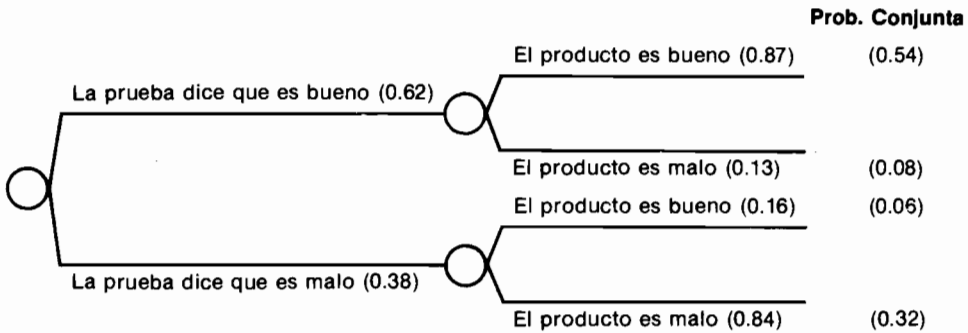 Prob. Conjunta
El producto es bueno (0.87) (0.54)
La prueba dice que es bueno (0.62)
El producto es malo (0.13) (0.08)
El producto es bueno (0.16) (0.06)
La prueba dice que es malo (0.38)
El producto es malo (0.84) (0.32)